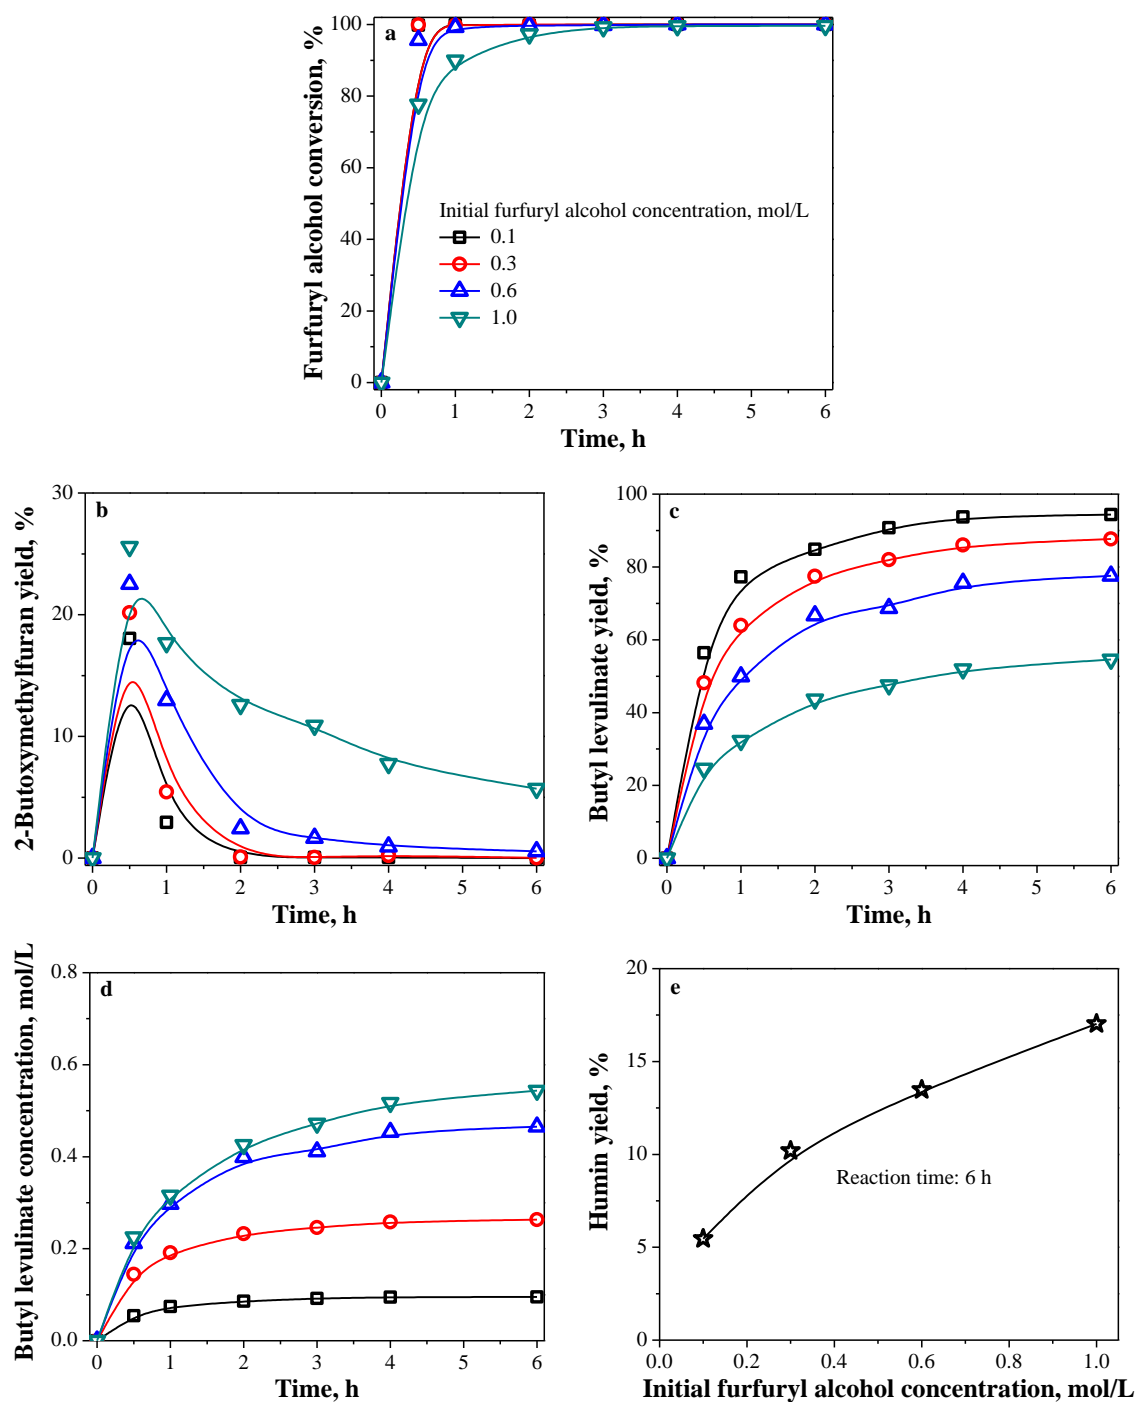 a
Furfuryl alcohol conversion, %
100
80
60
40
20
0
Initial furfuryl alcohol concentration, mol/L
0.1
0.3
0.6
1.0
0 1 2 3 4 5 6
Time, h
b
2-Butoxymethylfuran yield, %
30
20
10
0
0 1 2 3 4 5 6
Time, h
c
Butyl levulinate yield, %
100
80
60
40
20
0
0 1 2 3 4 5 6
Time, h
d
Butyl levulinate concentration, mol/L
0.8
0.6
0.4
0.2
0.0
0 1 2 3 4 5 6
Time, h
e
Humin yield, %
20
15
10
5
0
Reaction time: 6 h
0.0 0.2 0.4 0.6 0.8 1.0
Initial furfuryl alcohol concentration, mol/L